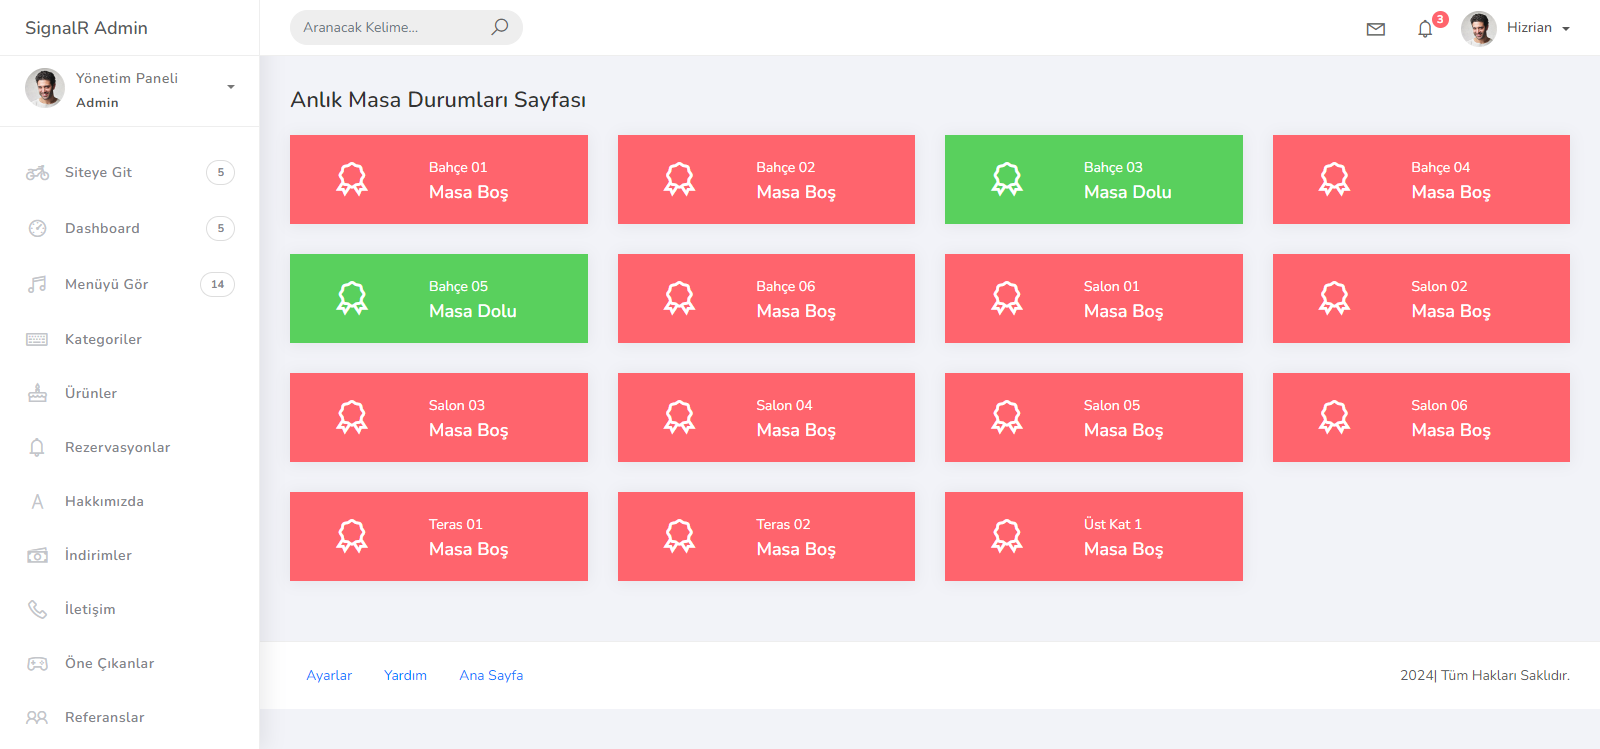 SignalR Admin
Aranacak Kelime...
3
Hizrian
Yönetim Paneli
Admin
Siteye Git
5
Dashboard
5
Menüyü Gör
14
Kategoriler
Ürünler
Rezervasyonlar
Hakkımızda
İndirimler
İletişim
Öne Çıkanlar
Referanslar
Anlık Masa Durumları Sayfası
Bahçe 01
Masa Boş
Bahçe 02
Masa Boş
Bahçe 03
Masa Dolu
Bahçe 04
Masa Boş
Bahçe 05
Masa Dolu
Bahçe 06
Masa Boş
Salon 01
Masa Boş
Salon 02
Masa Boş
Salon 03
Masa Boş
Salon 04
Masa Boş
Salon 05
Masa Boş
Salon 06
Masa Boş
Teras 01
Masa Boş
Teras 02
Masa Boş
Üst Kat 1
Masa Boş
Ayarlar
Yardım
Ana Sayfa
2024| Tüm Hakları Saklıdır.